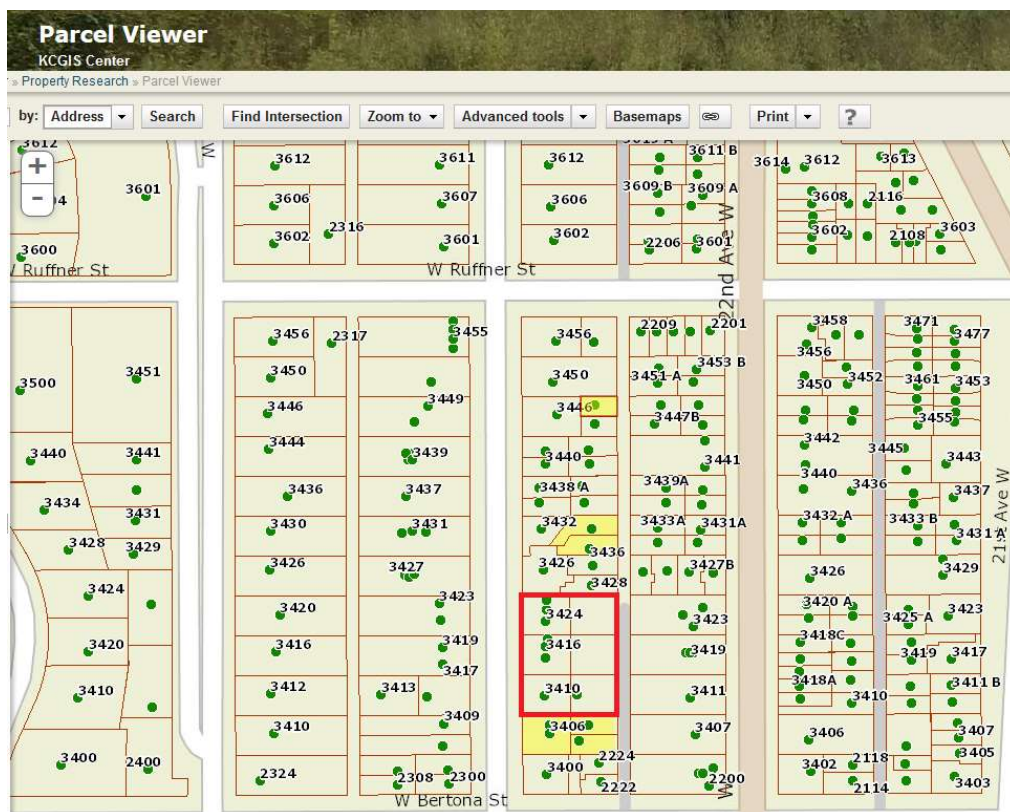 Parcel Viewer
KCGIS Center
» Property Research » Parcel Viewer
by: Address Search Find Intersection Zoom to Advanced tools Basemaps Print ?
3612 3612 3611 3612 3611 B 3614 3612 3613
+
-
3601 3606 3607 3606 3609 B 3609 A 3608 2116
3600 3602 2316 3601 3602 2206 3601 3602 2108 3603
W Ruffner St W Ruffner St
22nd Ave W
3456 2317 3455 3456 2209 2201 3458 3471 3477
3500 3451 3450 3449 3450 3451 A 3453 B 3456 3450 3452 3461 3453
3446 3446 3447B 3455
3440 3441 3444 3439 3440 3441 3442 3445 3443
3434 3431 3436 3437 3438 A 3439A 3440 3436 3437
3428 3429 3430 3431 3432 3433A 3431A 3432 A 3433 B 3431
21st Ave W
3424 3426 3427 3426 3436 3428 3427B 3426 3429
3420 3420 3423 3424 3423 3420 A 3425 A 3423
3416 3419 3416 3419 3418C 3419 3417
3410 3412 3413 3417 3410 3411 3418A 3410 3411 B
3410 3409 3406 3407 3406 3407
3400 2400 2324 2308 2300 3400 2224 2222 2200 3402 2118 2114 3405 3403
W Bertona St
W